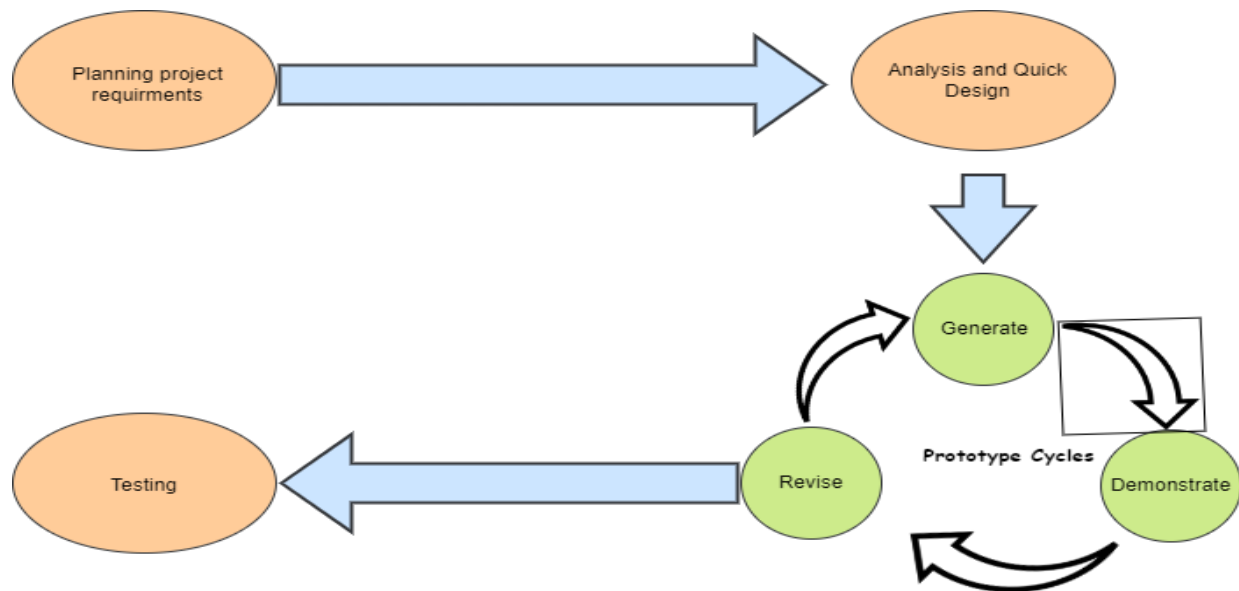 Planning project
requirments
Analysis and Quick
Design
Generate
Prototype Cycles
Demonstrate
Revise
Testing